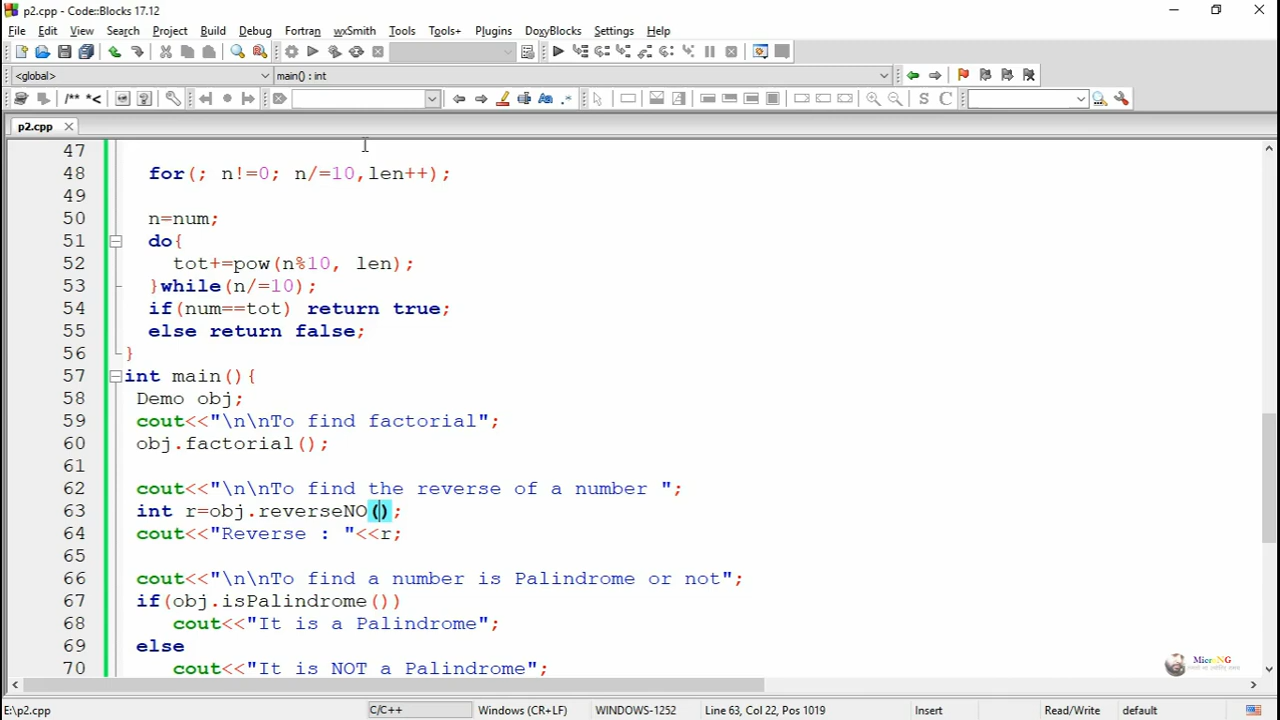 p2.cpp - Code::Blocks 17.12
File Edit View Search Project Build Debug Fortran wxSmith Tools Tools+ Plugins DoxyBlocks Settings Help
<global> main() : int
/** *< S C
p2.cpp
47
48 for(; n!=0; n/=10,len++);
49
50 n=num;
51 do{
52 tot+=pow(n%10, len);
53 }while(n/=10);
54 if(num==tot) return true;
55 else return false;
56 }
57 int main(){
58 Demo obj;
59 cout<<"\n\nTo find factorial";
60 obj.factorial();
61
62 cout<<"\n\nTo find the reverse of a number ";
63 int r=obj.reverseNO();
64 cout<<"Reverse : "<<r;
65
66 cout<<"\n\nTo find a number is Palindrome or not";
67 if(obj.isPalindrome())
68 cout<<"It is a Palindrome";
69 else
70 cout<<"It is NOT a Palindrome";
MicroNG
E:\p2.cpp C/C++ Windows (CR+LF) WINDOWS-1252 Line 63, Col 22, Pos 1019 Insert Read/Write default